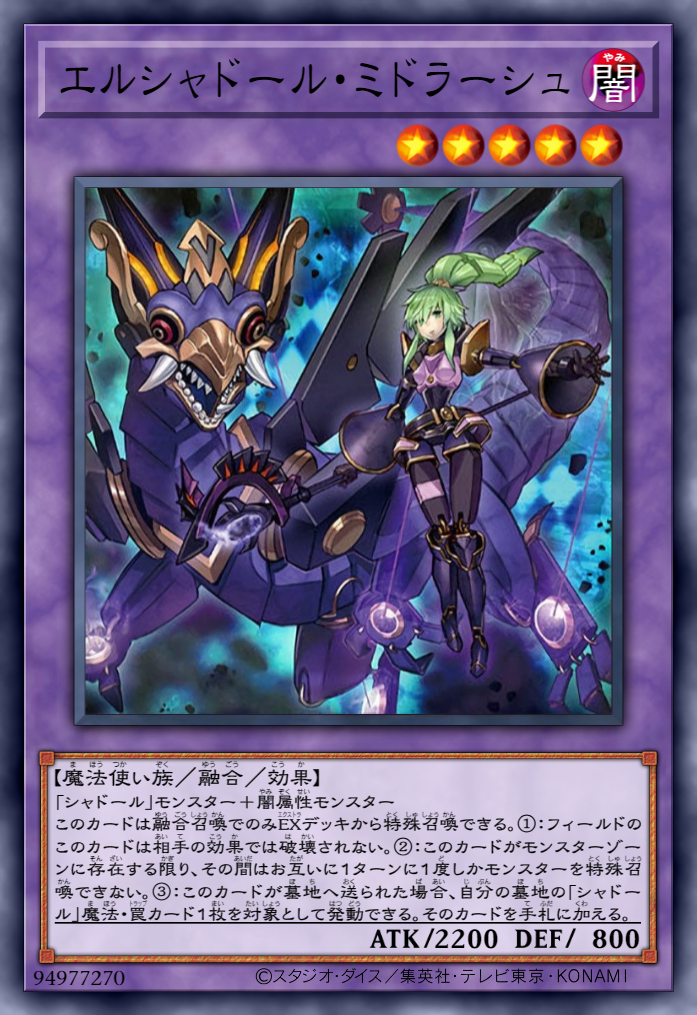 エルシャドール・ミドラーシュ
やみ
闇
【魔法使い族／融合／効果】
「シャドール」モンスター＋闇属性モンスター
このカードは融合召喚でのみEXデッキから特殊召喚できる。①：フィールドの
このカードは相手の効果では破壊されない。②：このカードがモンスターゾー
ンに存在する限り、その間はお互いに1ターンに1度しかモンスターを特殊召
喚できない。③：このカードが墓地へ送られた場合、自分の墓地の「シャドー
ル」魔法・罠カード1枚を対象として発動できる。そのカードを手札に加える。
ATK/2200 DEF/ 800
94977270
©スタジオ・ダイス／集英社・テレビ東京・KONAMI